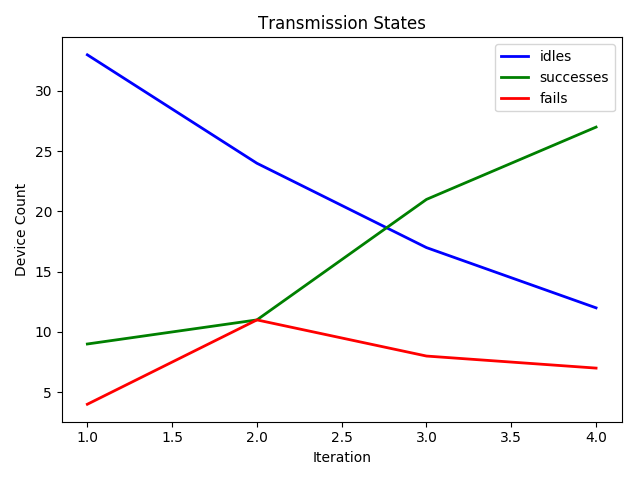 Transmission States
idles
successes
fails
Device Count
30
25
20
15
10
5
1.0 1.5 2.0 2.5 3.0 3.5 4.0
Iteration